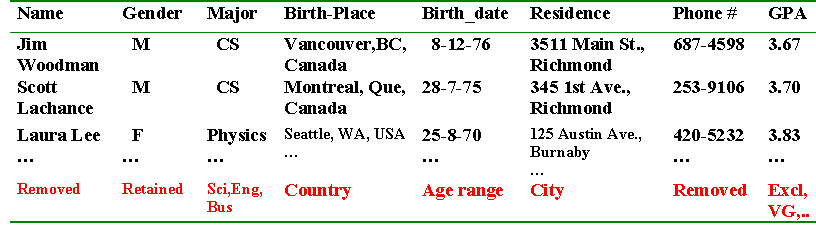 Name Gender Major Birth-Place Birth_date Residence Phone # GPA
Jim M CS Vancouver,BC, 8-12-76 3511 Main St., 687-4598 3.67
Woodman Canada Richmond
Scott M CS Montreal, Que, 28-7-75 345 1st Ave., 253-9106 3.70
Lachance Canada Richmond
Laura Lee F Physics Seattle, WA, USA 25-8-70 125 Austin Ave., 420-5232 3.83
… … … … … Burnaby … …
…
Removed Retained Sci,Eng, Country Age range City Removed Excl,
Bus VG,..